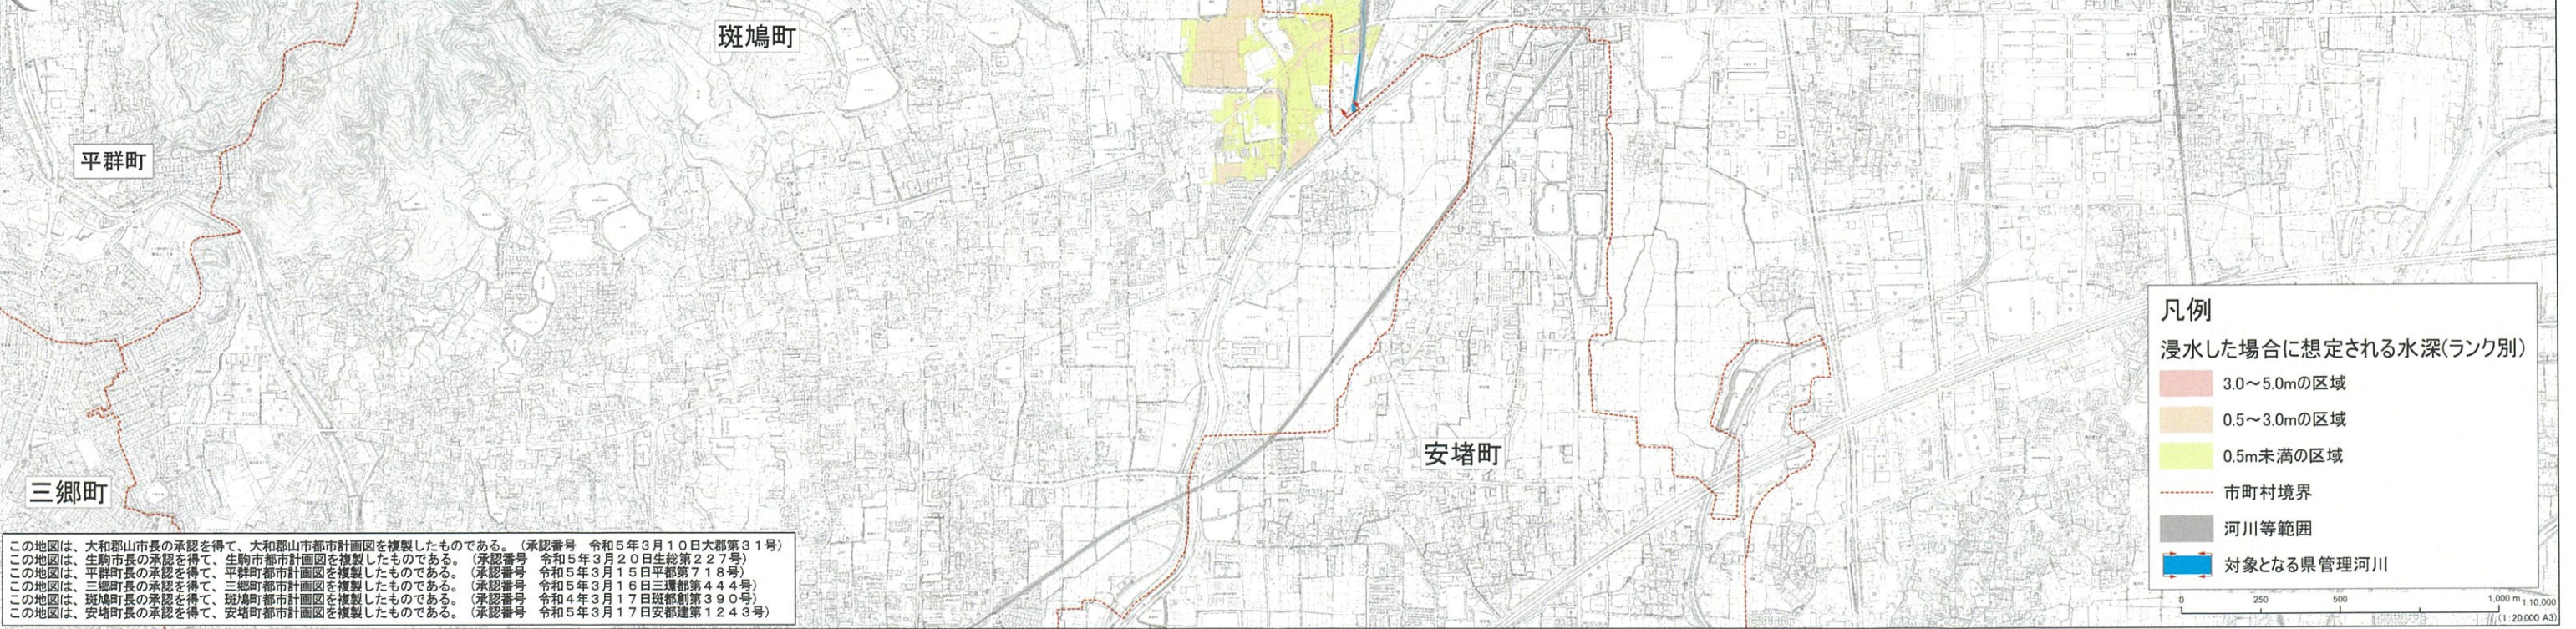 斑鳩町
平群町
安堵町
三郷町
凡例
浸水した場合に想定される水深(ランク別)
3.0～5.0mの区域
0.5～3.0mの区域
0.5m未満の区域
市町村境界
河川等範囲
対象となる県管理河川
0 250 500 1,000 m 1:10,000
(1:20,000 A3)
この地図は、大和郡山市長の承認を得て、大和郡山市都市計画図を複製したものである。（承認番号　令和５年３月１０日大郡第３１号）
この地図は、生駒市長の承認を得て、生駒市都市計画図を複製したものである。（承認番号　令和５年３月２０日生総第２２７号）
この地図は、平群町長の承認を得て、平群町都市計画図を複製したものである。（承認番号　令和５年３月１５日平都第７１８号）
この地図は、三郷町長の承認を得て、三郷町都市計画図を複製したものである。（承認番号　令和５年３月１６日三環都第４４４号）
この地図は、斑鳩町長の承認を得て、斑鳩町都市計画図を複製したものである。（承認番号　令和４年３月１７日斑都創第３９０号）
この地図は、安堵町長の承認を得て、安堵町都市計画図を複製したものである。（承認番号　令和５年３月１７日安都建第１２４３号）